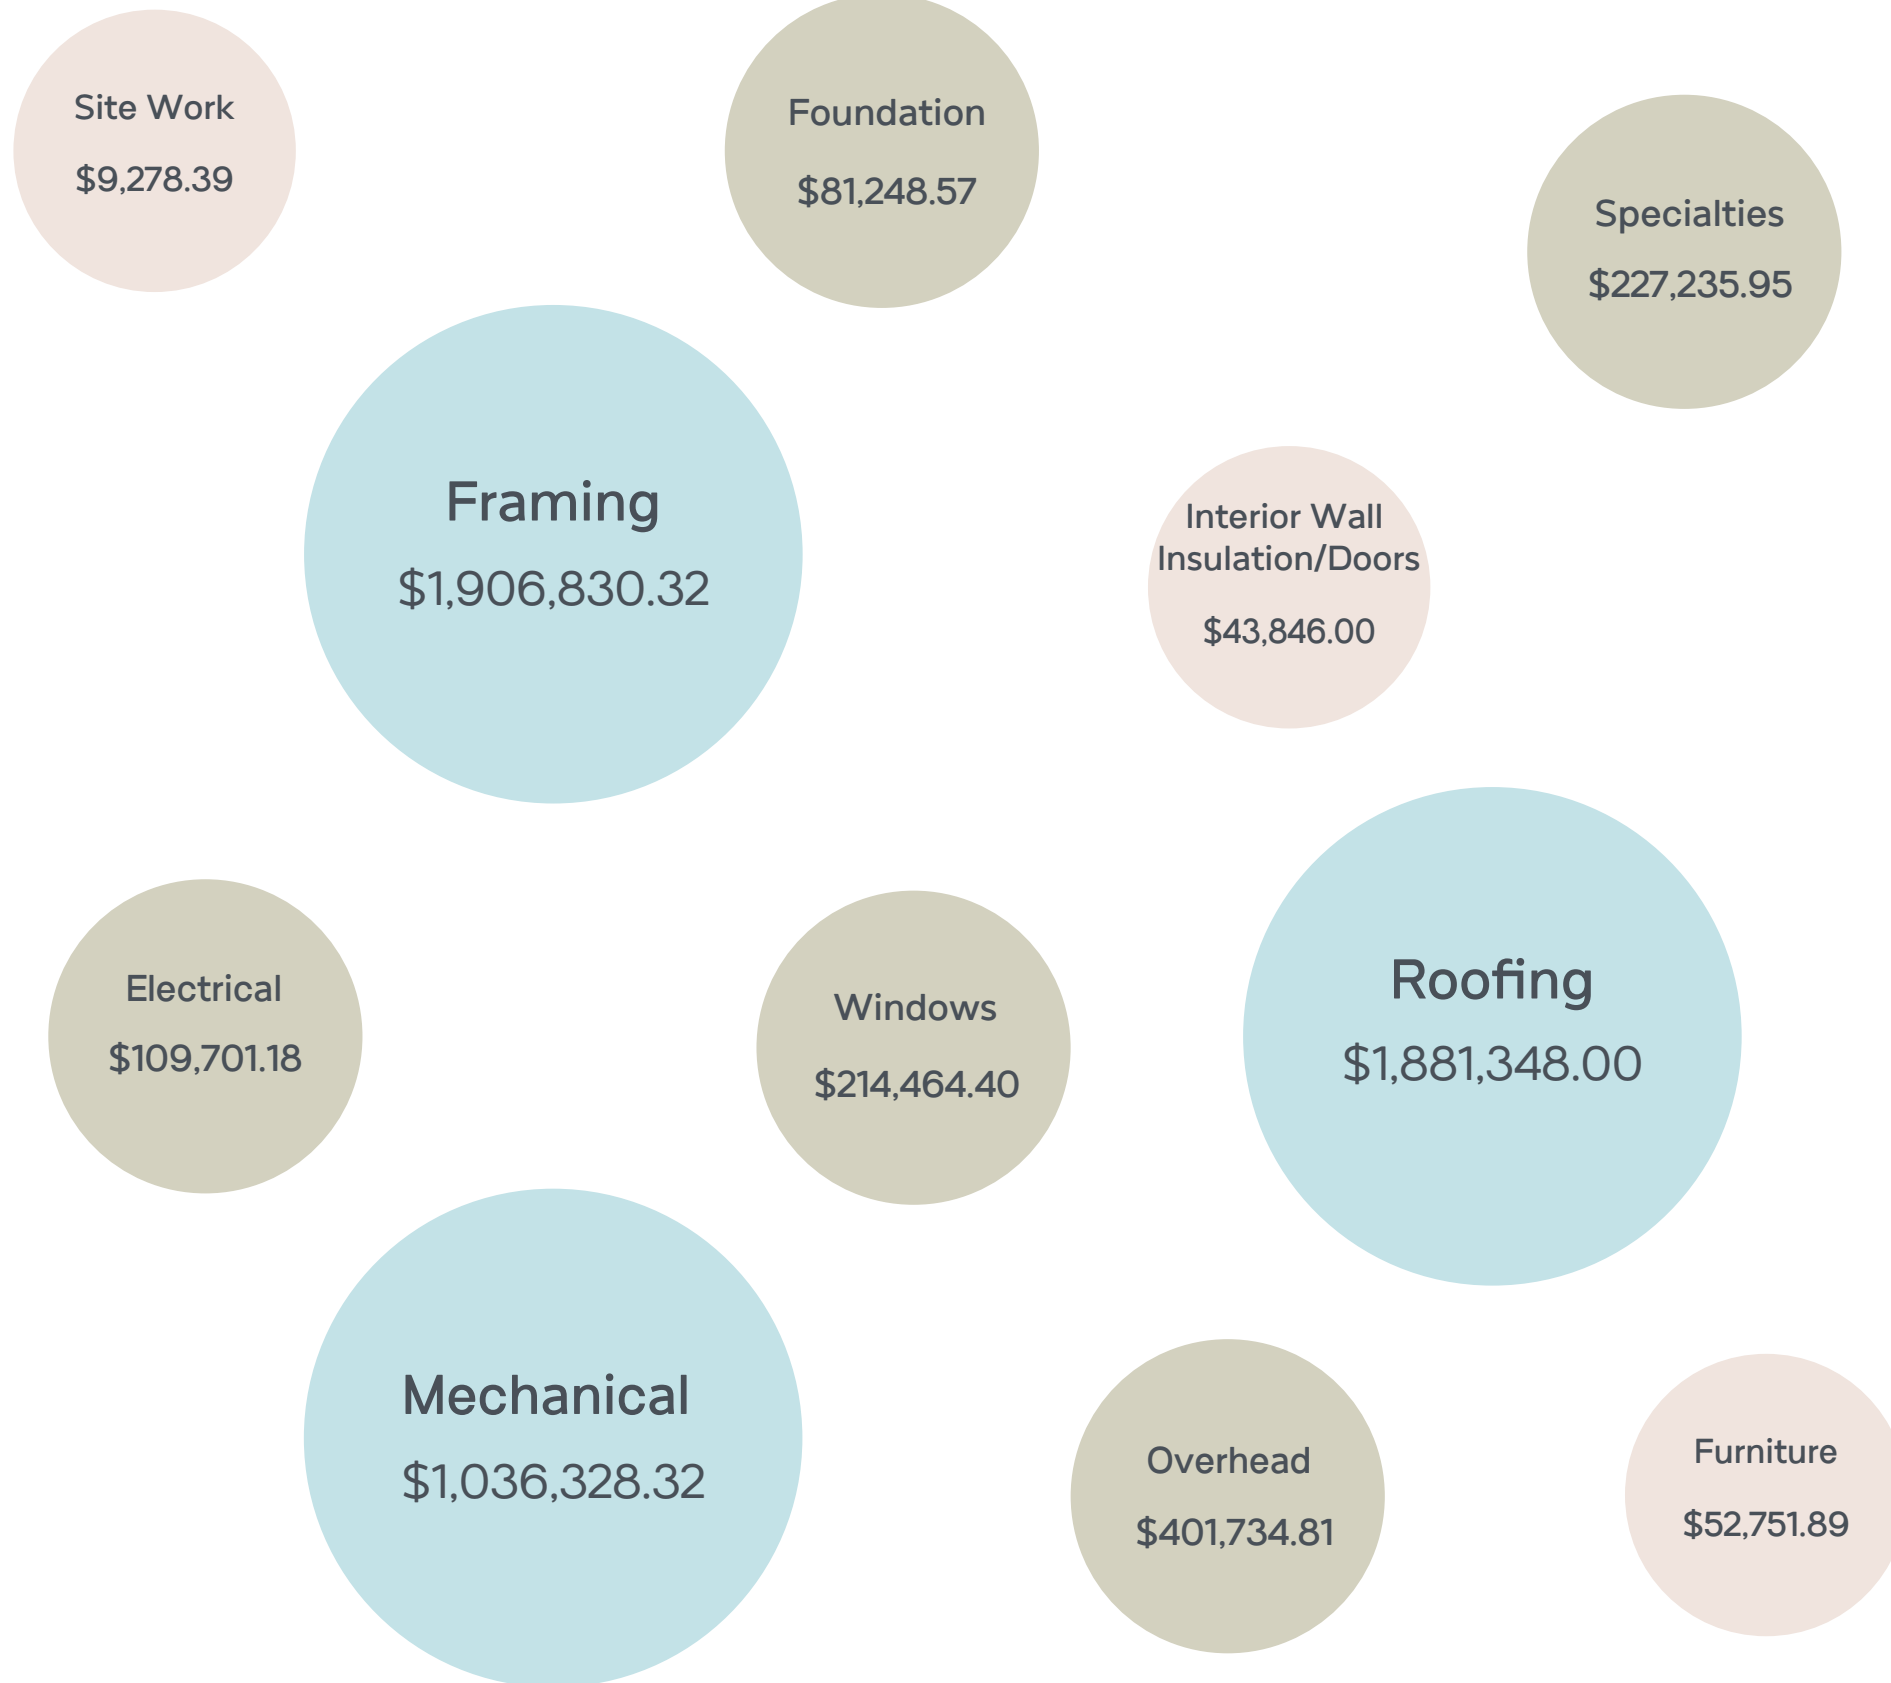 Site Work
$9,278.39
Foundation
$81,248.57
Specialties
$227,235.95
Framing
$1,906,830.32
Interior Wall
Insulation/Doors
$43,846.00
Electrical
$109,701.18
Windows
$214,464.40
Roofing
$1,881,348.00
Mechanical
$1,036,328.32
Overhead
$401,734.81
Furniture
$52,751.89